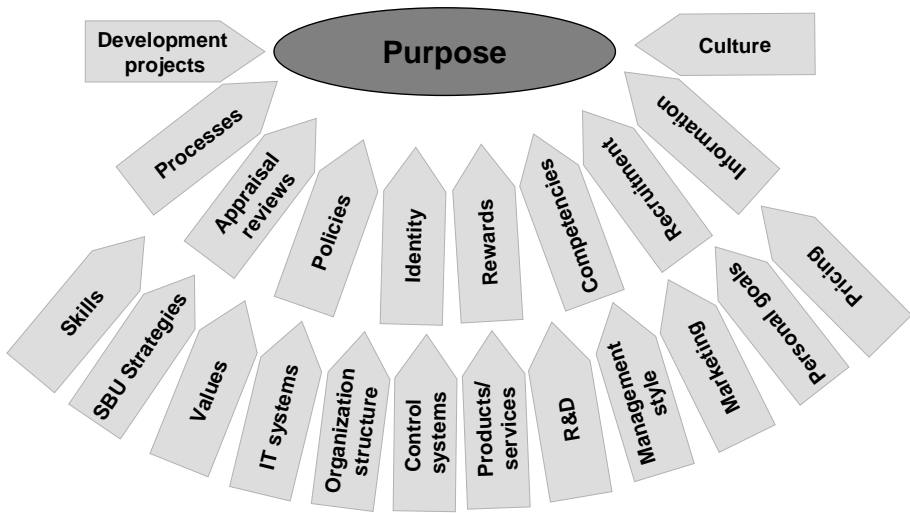 Development
projects
Purpose
Culture
Processes
Appraisal
reviews
Policies
Identity
Rewards
Competencies
Recruitment
Information
Skills
SBU Strategies
Values
IT systems
Organization
structure
Control
systems
Products/
services
R&D
Management
style
Marketing
Personal goals
Pricing